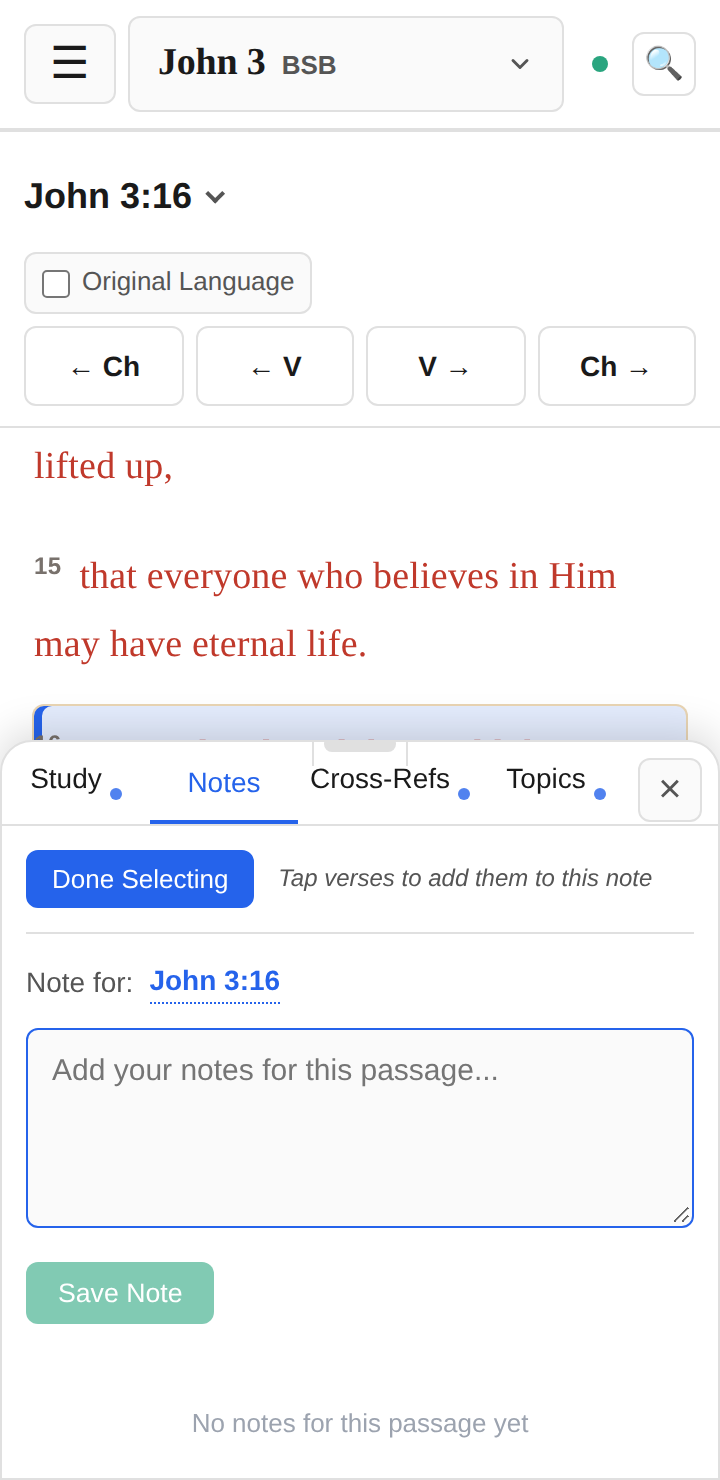 ☰ John 3 BSB 🔍
John 3:16
Original Language
← Ch ← V V → Ch →
lifted up,
15 that everyone who believes in Him
may have eternal life.
Study Notes Cross-Refs Topics ✕
Done Selecting Tap verses to add them to this note
Note for: John 3:16
Add your notes for this passage...
Save Note
No notes for this passage yet